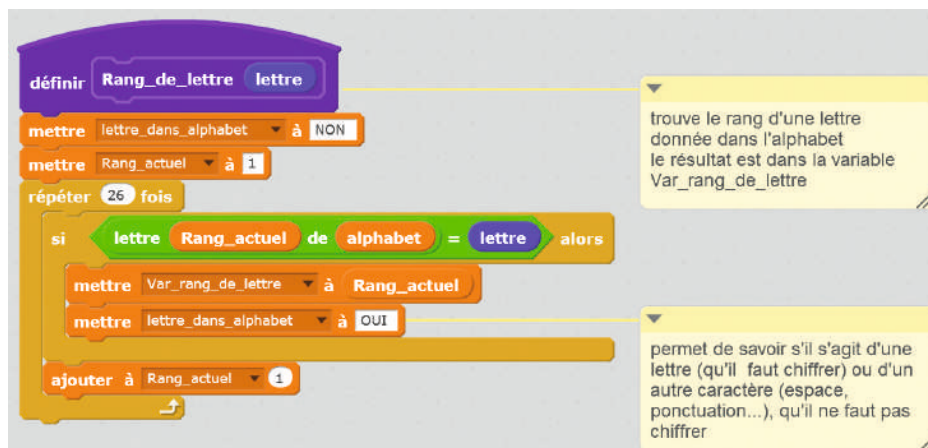 définir Rang_de_lettre lettre
mettre lettre_dans_alphabet à NON
mettre Rang_actuel à 1
répéter 26 fois
si lettre Rang_actuel de alphabet = lettre alors
mettre Var_rang_de_lettre à Rang_actuel
mettre lettre_dans_alphabet à OUI
ajouter à Rang_actuel 1
trouve le rang d'une lettre
donnée dans l'alphabet
le résultat est dans la variable
Var_rang_de_lettre
permet de savoir s'il s'agit d'une
lettre (qu'il faut chiffrer) ou d'un
autre caractère (espace,
ponctuation...), qu'il ne faut pas
chiffrer